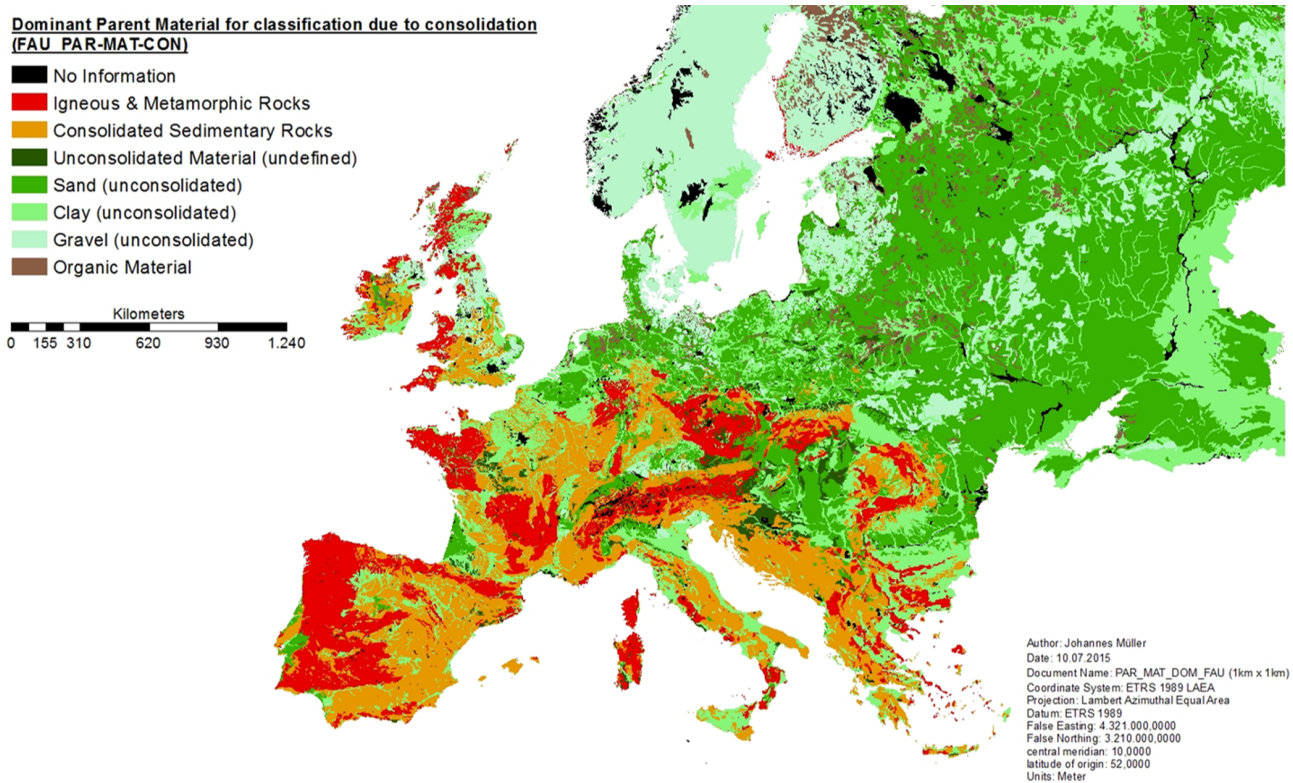 Dominant Parent Material for classification due to consolidation
(FAU_PAR-MAT-CON)
No Information
Igneous & Metamorphic Rocks
Consolidated Sedimentary Rocks
Unconsolidated Material (undefined)
Sand (unconsolidated)
Clay (unconsolidated)
Gravel (unconsolidated)
Organic Material
Kilometers
0 155 310 620 930 1.240
Author: Johannes Müller
Date: 10.07.2015
Document Name: PAR_MAT_DOM_FAU (1km x 1km)
Coordinate System: ETRS 1989 LAEA
Projection: Lambert Azimuthal Equal Area
Datum: ETRS 1989
False Easting: 4.321.000,0000
False Northing: 3.210.000,0000
central meridian: 10,0000
latitude of origin: 52,0000
Units: Meter